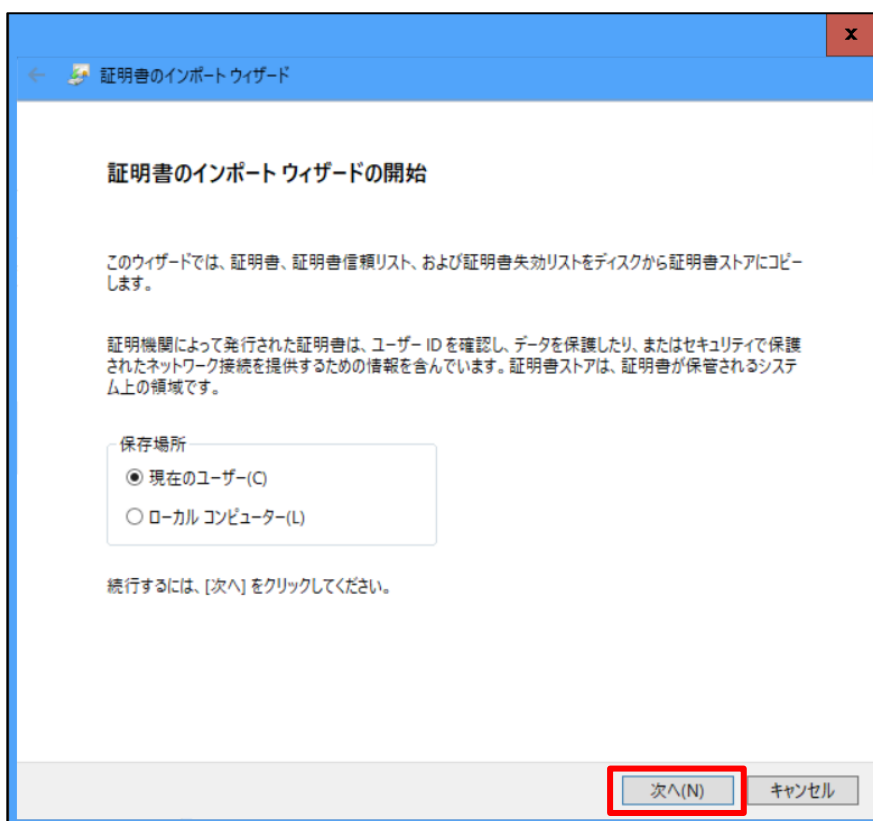 x
証明書のインポート ウィザード
証明書のインポート ウィザードの開始
このウィザードでは、証明書、証明書信頼リスト、および証明書失効リストをディスクから証明書ストアにコピー
します。
証明機関によって発行された証明書は、ユーザー ID を確認し、データを保護したり、またはセキュリティで保護
されたネットワーク接続を提供するための情報を含んでいます。証明書ストアは、証明書が保管されるシステ
ム上の領域です。
保存場所
現在のユーザー(C)
ローカル コンピューター(L)
続行するには、[次へ] をクリックしてください。
次へ(N)
キャンセル